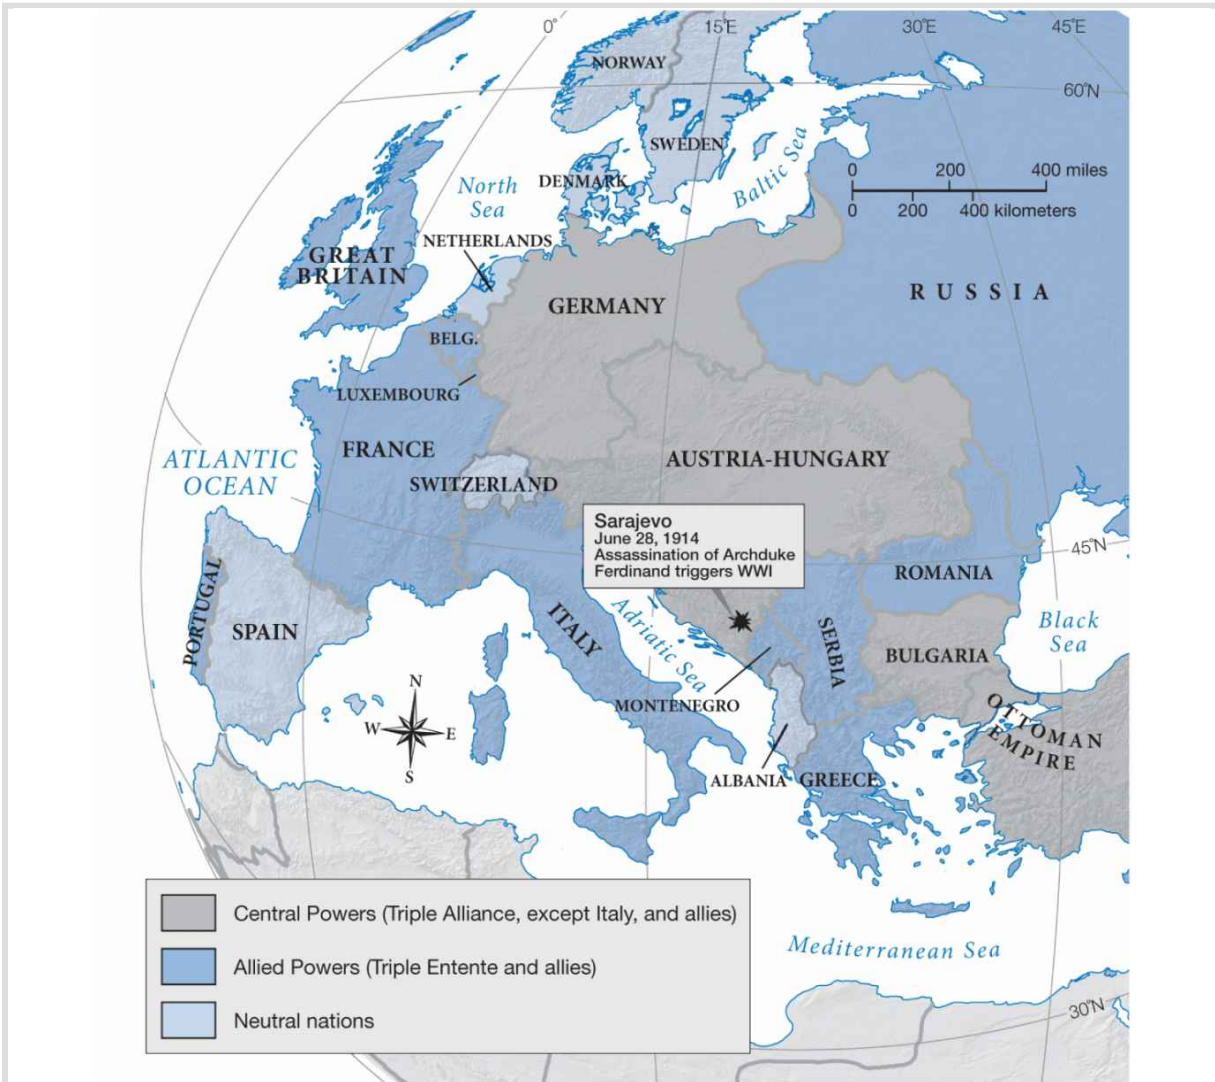 0°
15°E
30°E
45°E
NORWAY
60°N
SWEDEN
Baltic Sea
0 200 400 miles
0 200 400 kilometers
North
Sea
DENMARK
NETHERLANDS
GREAT
BRITAIN
GERMANY
RUSSIA
BELG.
LUXEMBOURG
FRANCE
ATLANTIC
OCEAN
SWITZERLAND
AUSTRIA-HUNGARY
Sarajevo
June 28, 1914
Assassination of Archduke
Ferdinand triggers WWI
45°N
ROMANIA
PORTUGAL
SPAIN
ITALY
Adriatic Sea
SERBIA
BULGARIA
Black
Sea
MONTENEGRO
N
W E
S
OTTOMAN
EMPIRE
ALBANIA
GREECE
Central Powers (Triple Alliance, except Italy, and allies)
Allied Powers (Triple Entente and allies)
Neutral nations
Mediterranean Sea
30°N